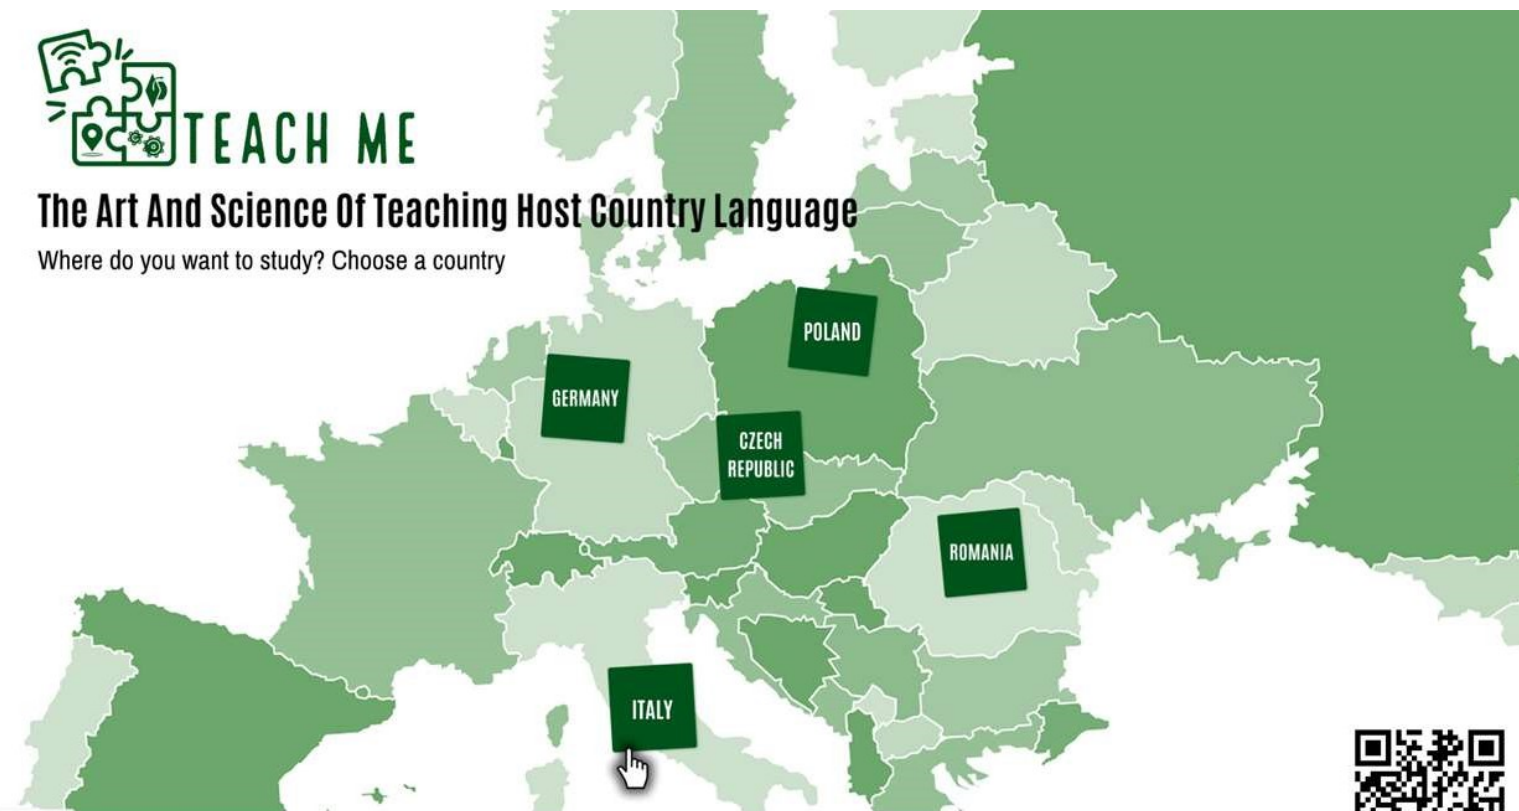 TEACH ME
The Art And Science Of Teaching Host Country Language
Where do you want to study? Choose a country
POLAND
GERMANY
CZECH
REPUBLIC
ROMANIA
ITALY